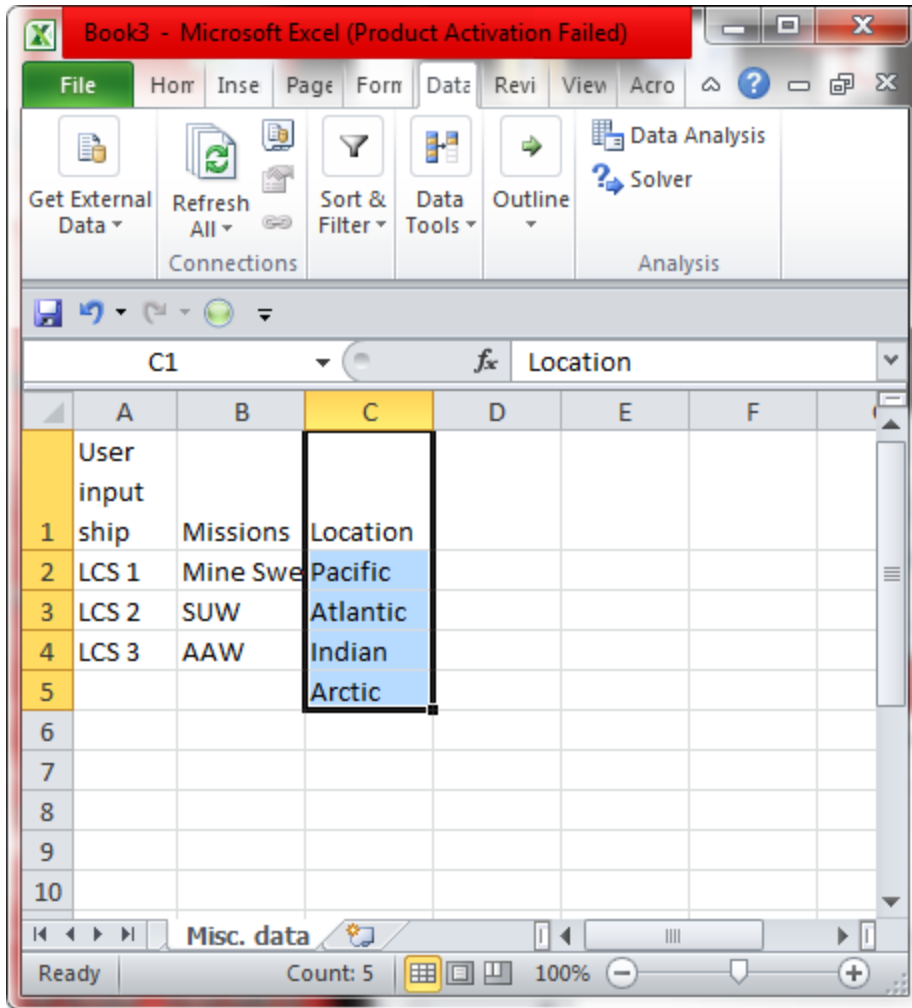 Book3 - Microsoft Excel (Product Activation Failed)
File Hom Inse Page Form Data Revi View Acro
Get External Data
Refresh All
Sort & Filter
Data Tools
Outline
Data Analysis
Solver
Connections
Analysis
C1 fx Location
A B C D E F
1 User input ship Missions Location
2 LCS 1 Mine Swe Pacific
3 LCS 2 SUW Atlantic
4 LCS 3 AAW Indian
5 Arctic
6
7
8
9
10
Misc. data
Ready Count: 5 100%